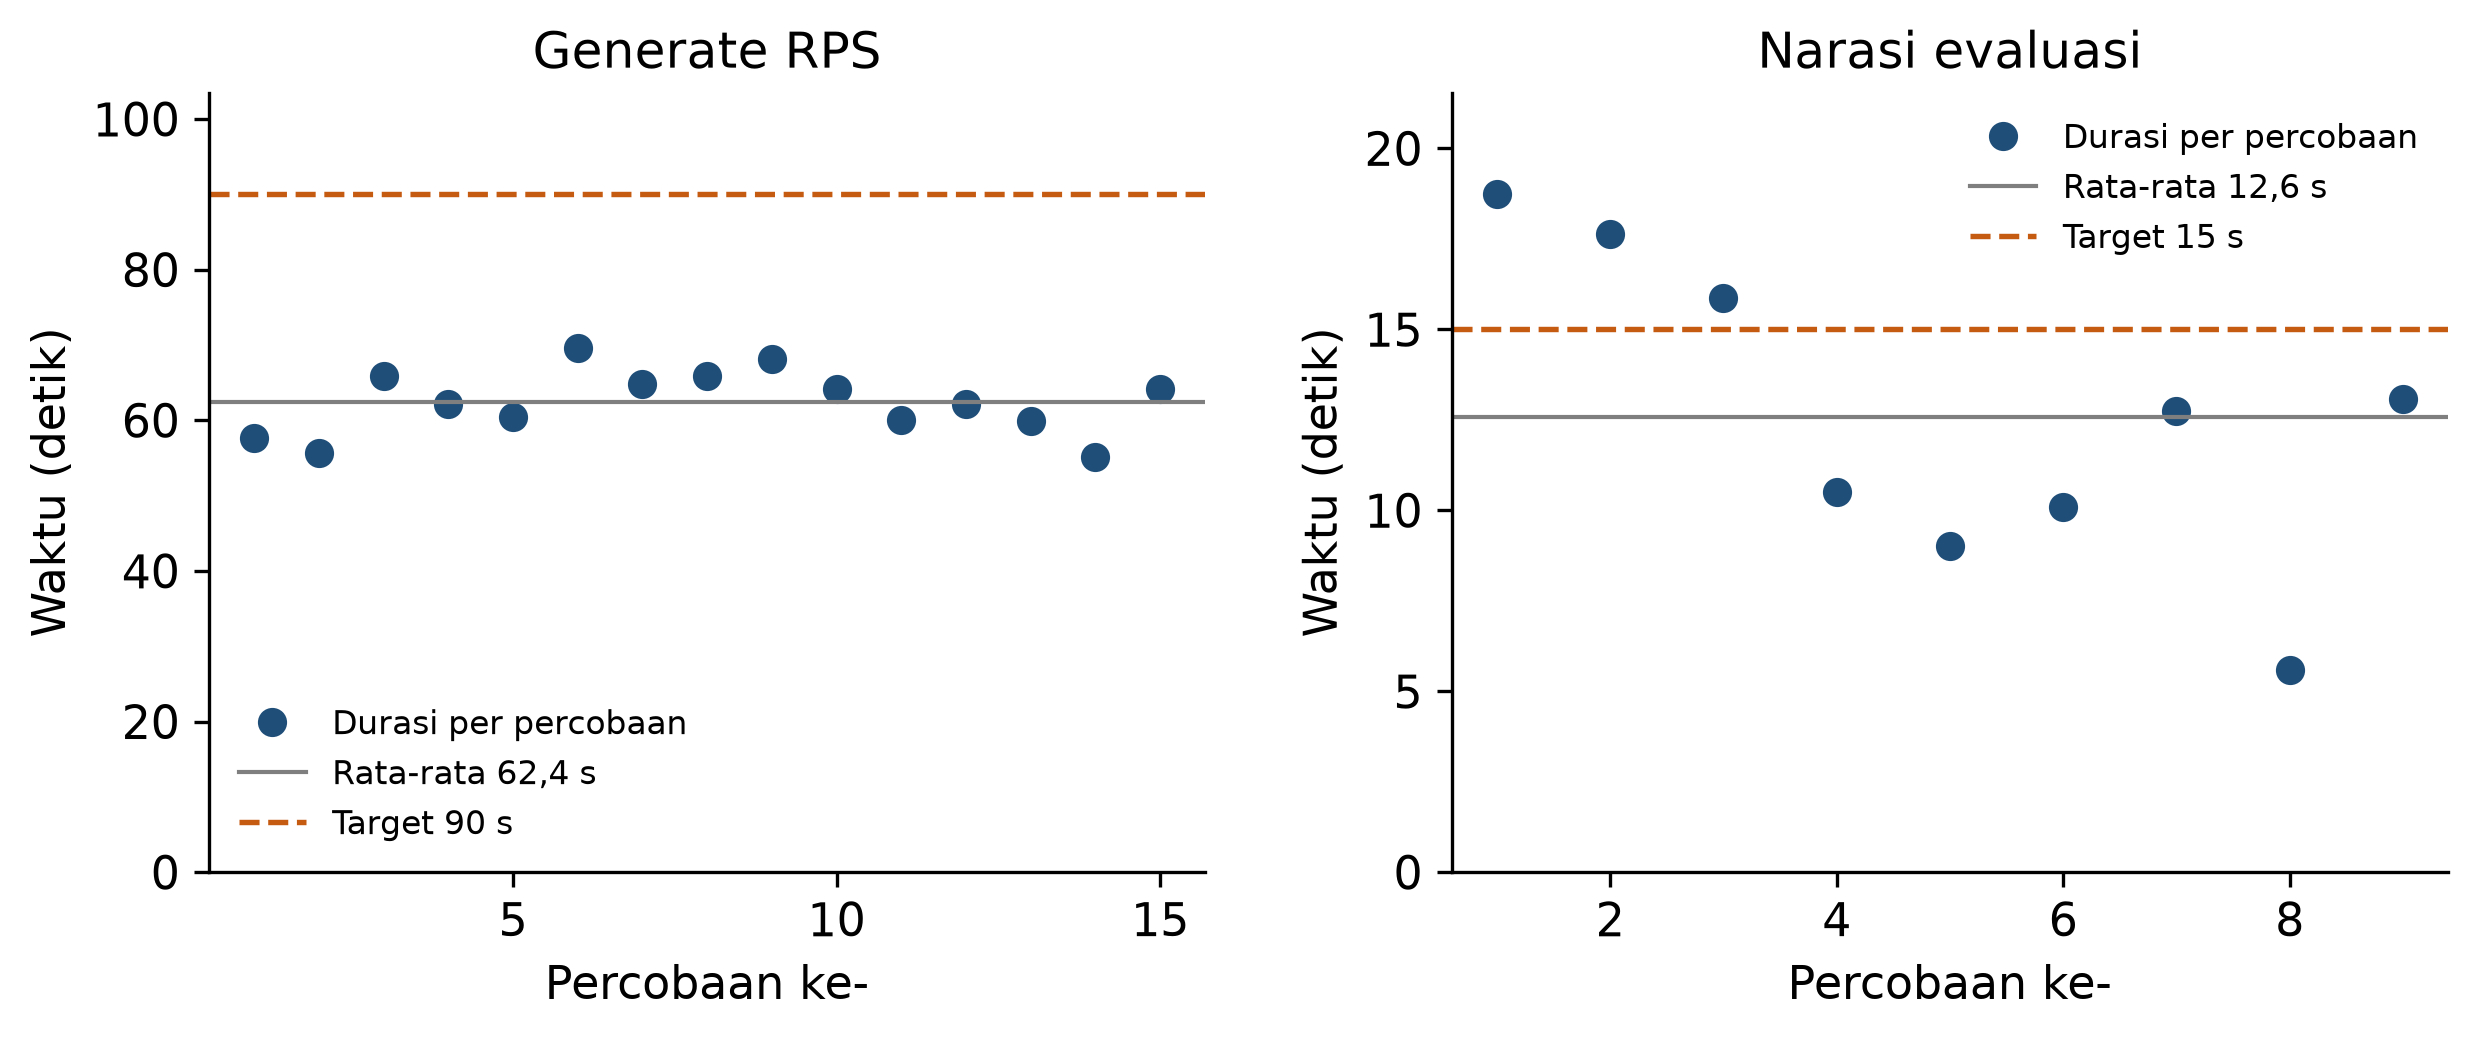 Generate RPS
100
80
60
40
20
0
Waktu (detik)
Durasi per percobaan
Rata-rata 62,4 s
Target 90 s
5
10
15
Percobaan ke-
Narasi evaluasi
20
15
10
5
0
Waktu (detik)
Durasi per percobaan
Rata-rata 12,6 s
Target 15 s
2
4
6
8
Percobaan ke-